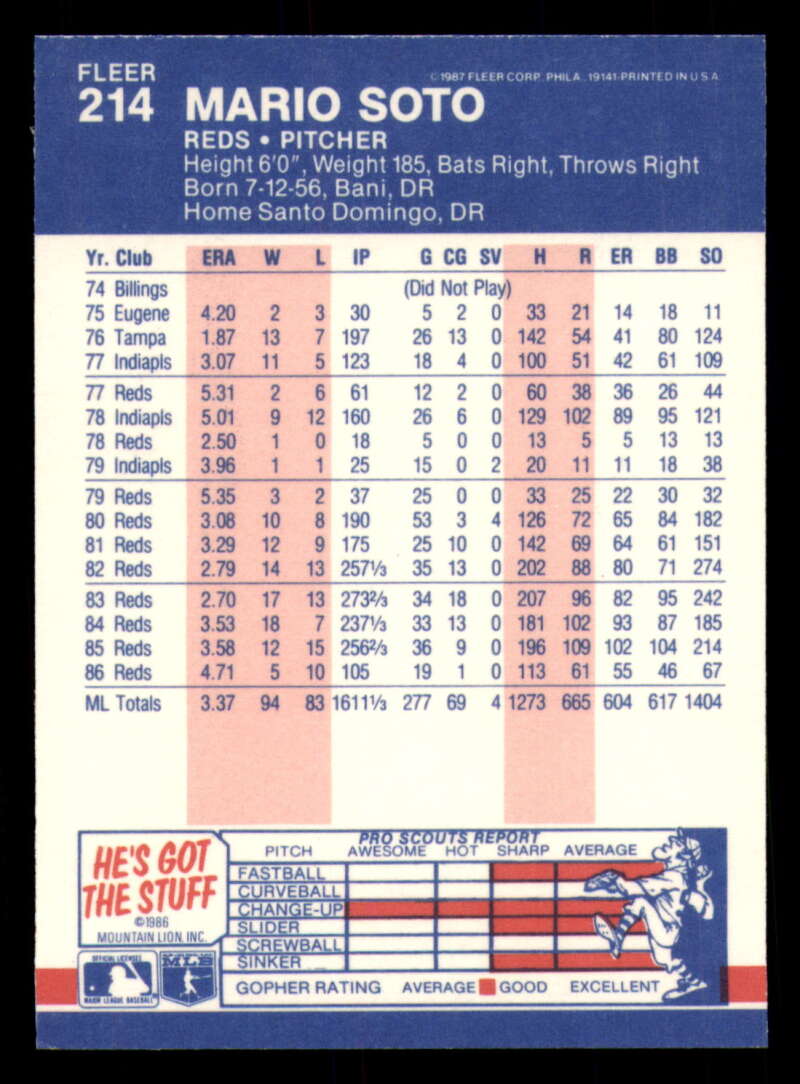 FLEER
© 1987 FLEER CORP. PHILA. 19141-PRINTED IN U S A
214 MARIO SOTO
REDS • PITCHER
Height 6'0", Weight 185, Bats Right, Throws Right
Born 7-12-56, Bani, DR
Home Santo Domingo, DR
Yr. Club ERA W L IP G CG SV H R ER BB SO
74 Billings (Did Not Play)
75 Eugene 4.20 2 3 30 5 2 0 33 21 14 18 11
76 Tampa 1.87 13 7 197 26 13 0 142 54 41 80 124
77 Indiapls 3.07 11 5 123 18 4 0 100 51 42 61 109
77 Reds 5.31 2 6 61 12 2 0 60 38 36 26 44
78 Indiapls 5.01 9 12 160 26 6 0 129 102 89 95 121
78 Reds 2.50 1 0 18 5 0 0 13 5 5 13 13
79 Indiapls 3.96 1 1 25 15 0 2 20 11 11 18 38
79 Reds 5.35 3 2 37 25 0 0 33 25 22 30 32
80 Reds 3.08 10 8 190 53 3 4 126 72 65 84 182
81 Reds 3.29 12 9 175 25 10 0 142 69 64 61 151
82 Reds 2.79 14 13 257⅓ 35 13 0 202 88 80 71 274
83 Reds 2.70 17 13 273⅔ 34 18 0 207 96 82 95 242
84 Reds 3.53 18 7 237⅓ 33 13 0 181 102 93 87 185
85 Reds 3.58 12 15 256⅔ 36 9 0 196 109 102 104 214
86 Reds 4.71 5 10 105 19 1 0 113 61 55 46 67
ML Totals 3.37 94 83 1611⅓ 277 69 4 1273 665 604 617 1404
HE'S GOT
THE STUFF
©1986
MOUNTAIN LION, INC.
OFFICIAL LICENSEE
MAJOR LEAGUE BASEBALL
MLB
PRO SCOUTS REPORT
PITCH AWESOME HOT SHARP AVERAGE
FASTBALL
CURVEBALL
CHANGE-UP
SLIDER
SCREWBALL
SINKER
GOPHER RATING AVERAGE GOOD EXCELLENT